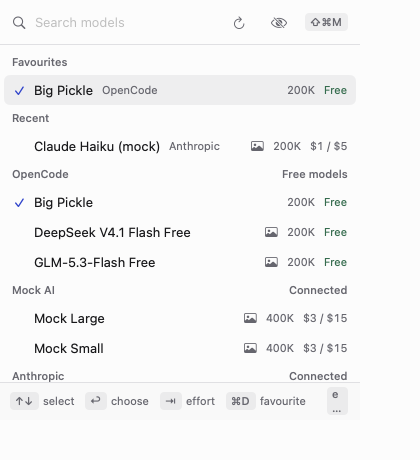 Search models ⇧⌘M
Favourites
✓ Big Pickle OpenCode 200K Free
Recent
Claude Haiku (mock) Anthropic 200K $1 / $5
OpenCode Free models
✓ Big Pickle 200K Free
DeepSeek V4.1 Flash Free 200K Free
GLM-5.3-Flash Free 200K Free
Mock AI Connected
Mock Large 400K $3 / $15
Mock Small 400K $3 / $15
Anthropic Connected
↑↓ select ↩ choose ⇥ effort ⌘D favourite e
...